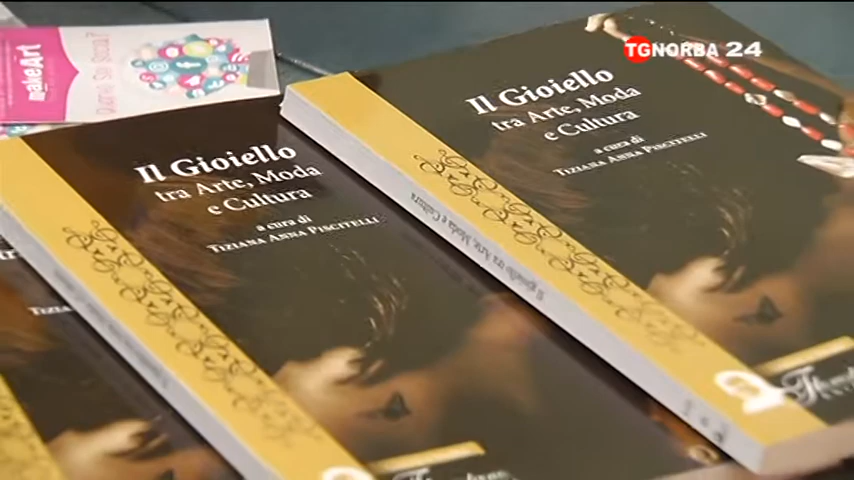 TGNORBA 24
makeArt
Il Gioiello
tra Arte, Moda
e Cultura
a cura di
TIZIANA ANNA PISCITELLI
Il Gioiello tra Arte, Moda e Cultura
Il Gioiello
tra Arte, Moda
e Cultura
a cura di
TIZIANA ANNA PISCITELLI
TIZIA